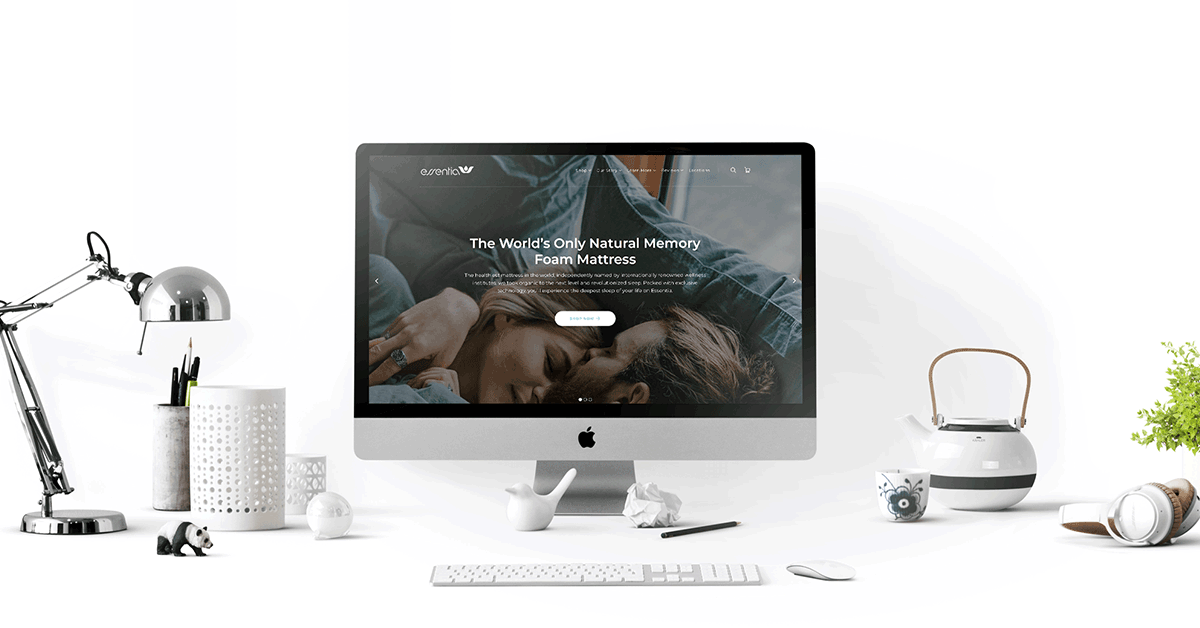 essentia
Shop Our Story Learn More Reviews Locations
The World's Only Natural Memory
Foam Mattress
The healthiest mattress in the world, independently named by internationally renowned wellness
institutes, we took organic to the next level and revolutionized sleep. Packed with exclusive
technology, you'll experience the deepest sleep of your life on Essentia.
SHOP NOW